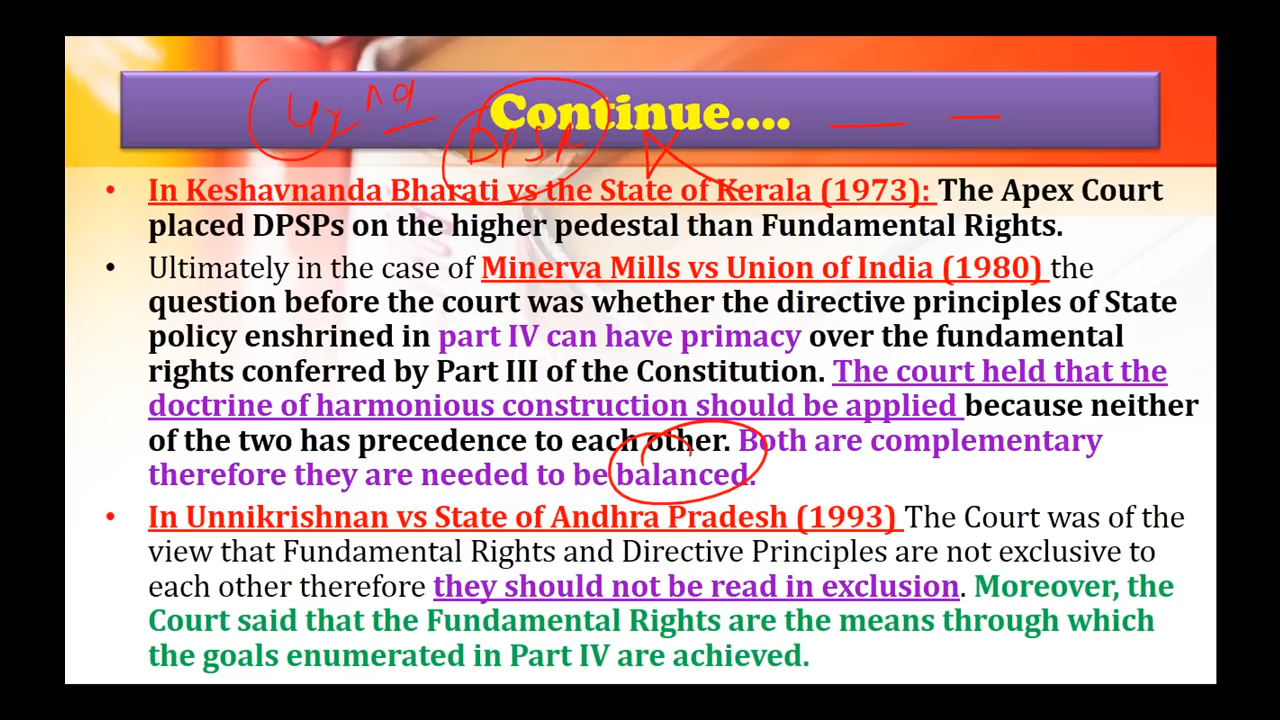 Continue....
• In Keshavnanda Bharati vs the State of Kerala (1973): The Apex Court
placed DPSPs on the higher pedestal than Fundamental Rights.
• Ultimately in the case of Minerva Mills vs Union of India (1980) the
question before the court was whether the directive principles of State
policy enshrined in part IV can have primacy over the fundamental
rights conferred by Part III of the Constitution. The court held that the
doctrine of harmonious construction should be applied because neither
of the two has precedence to each other. Both are complementary
therefore they are needed to be balanced.
• In Unnikrishnan vs State of Andhra Pradesh (1993) The Court was of the
view that Fundamental Rights and Directive Principles are not exclusive to
each other therefore they should not be read in exclusion. Moreover, the
Court said that the Fundamental Rights are the means through which
the goals enumerated in Part IV are achieved.